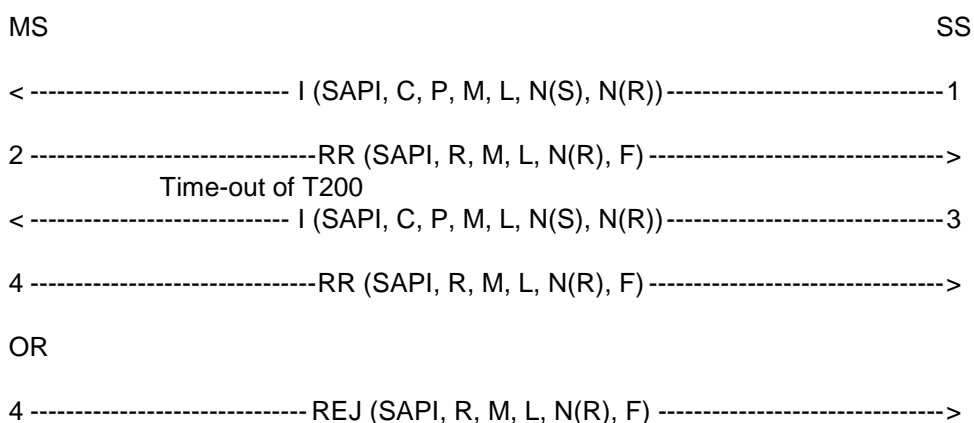 MS SS
< ----------------------------- I (SAPI, C, P, M, L, N(S), N(R))-------------------------------1
2 --------------------------------RR (SAPI, R, M, L, N(R), F) --------------------------------->
Time-out of T200
< ----------------------------- I (SAPI, C, P, M, L, N(S), N(R))-------------------------------3
4 --------------------------------RR (SAPI, R, M, L, N(R), F) --------------------------------->
OR
4 ------------------------------- REJ (SAPI, R, M, L, N(R), F) -------------------------------->